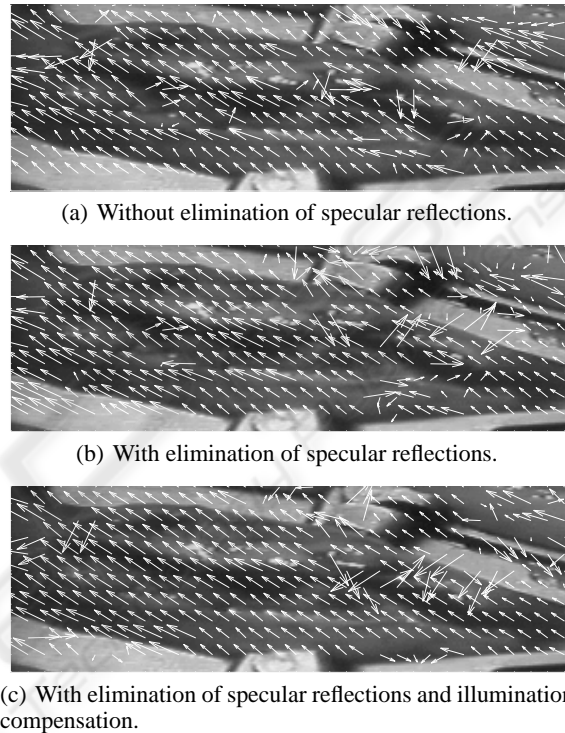 (a) Without elimination of specular reflections.
(b) With elimination of specular reflections.
(c) With elimination of specular reflections and illumination
compensation.